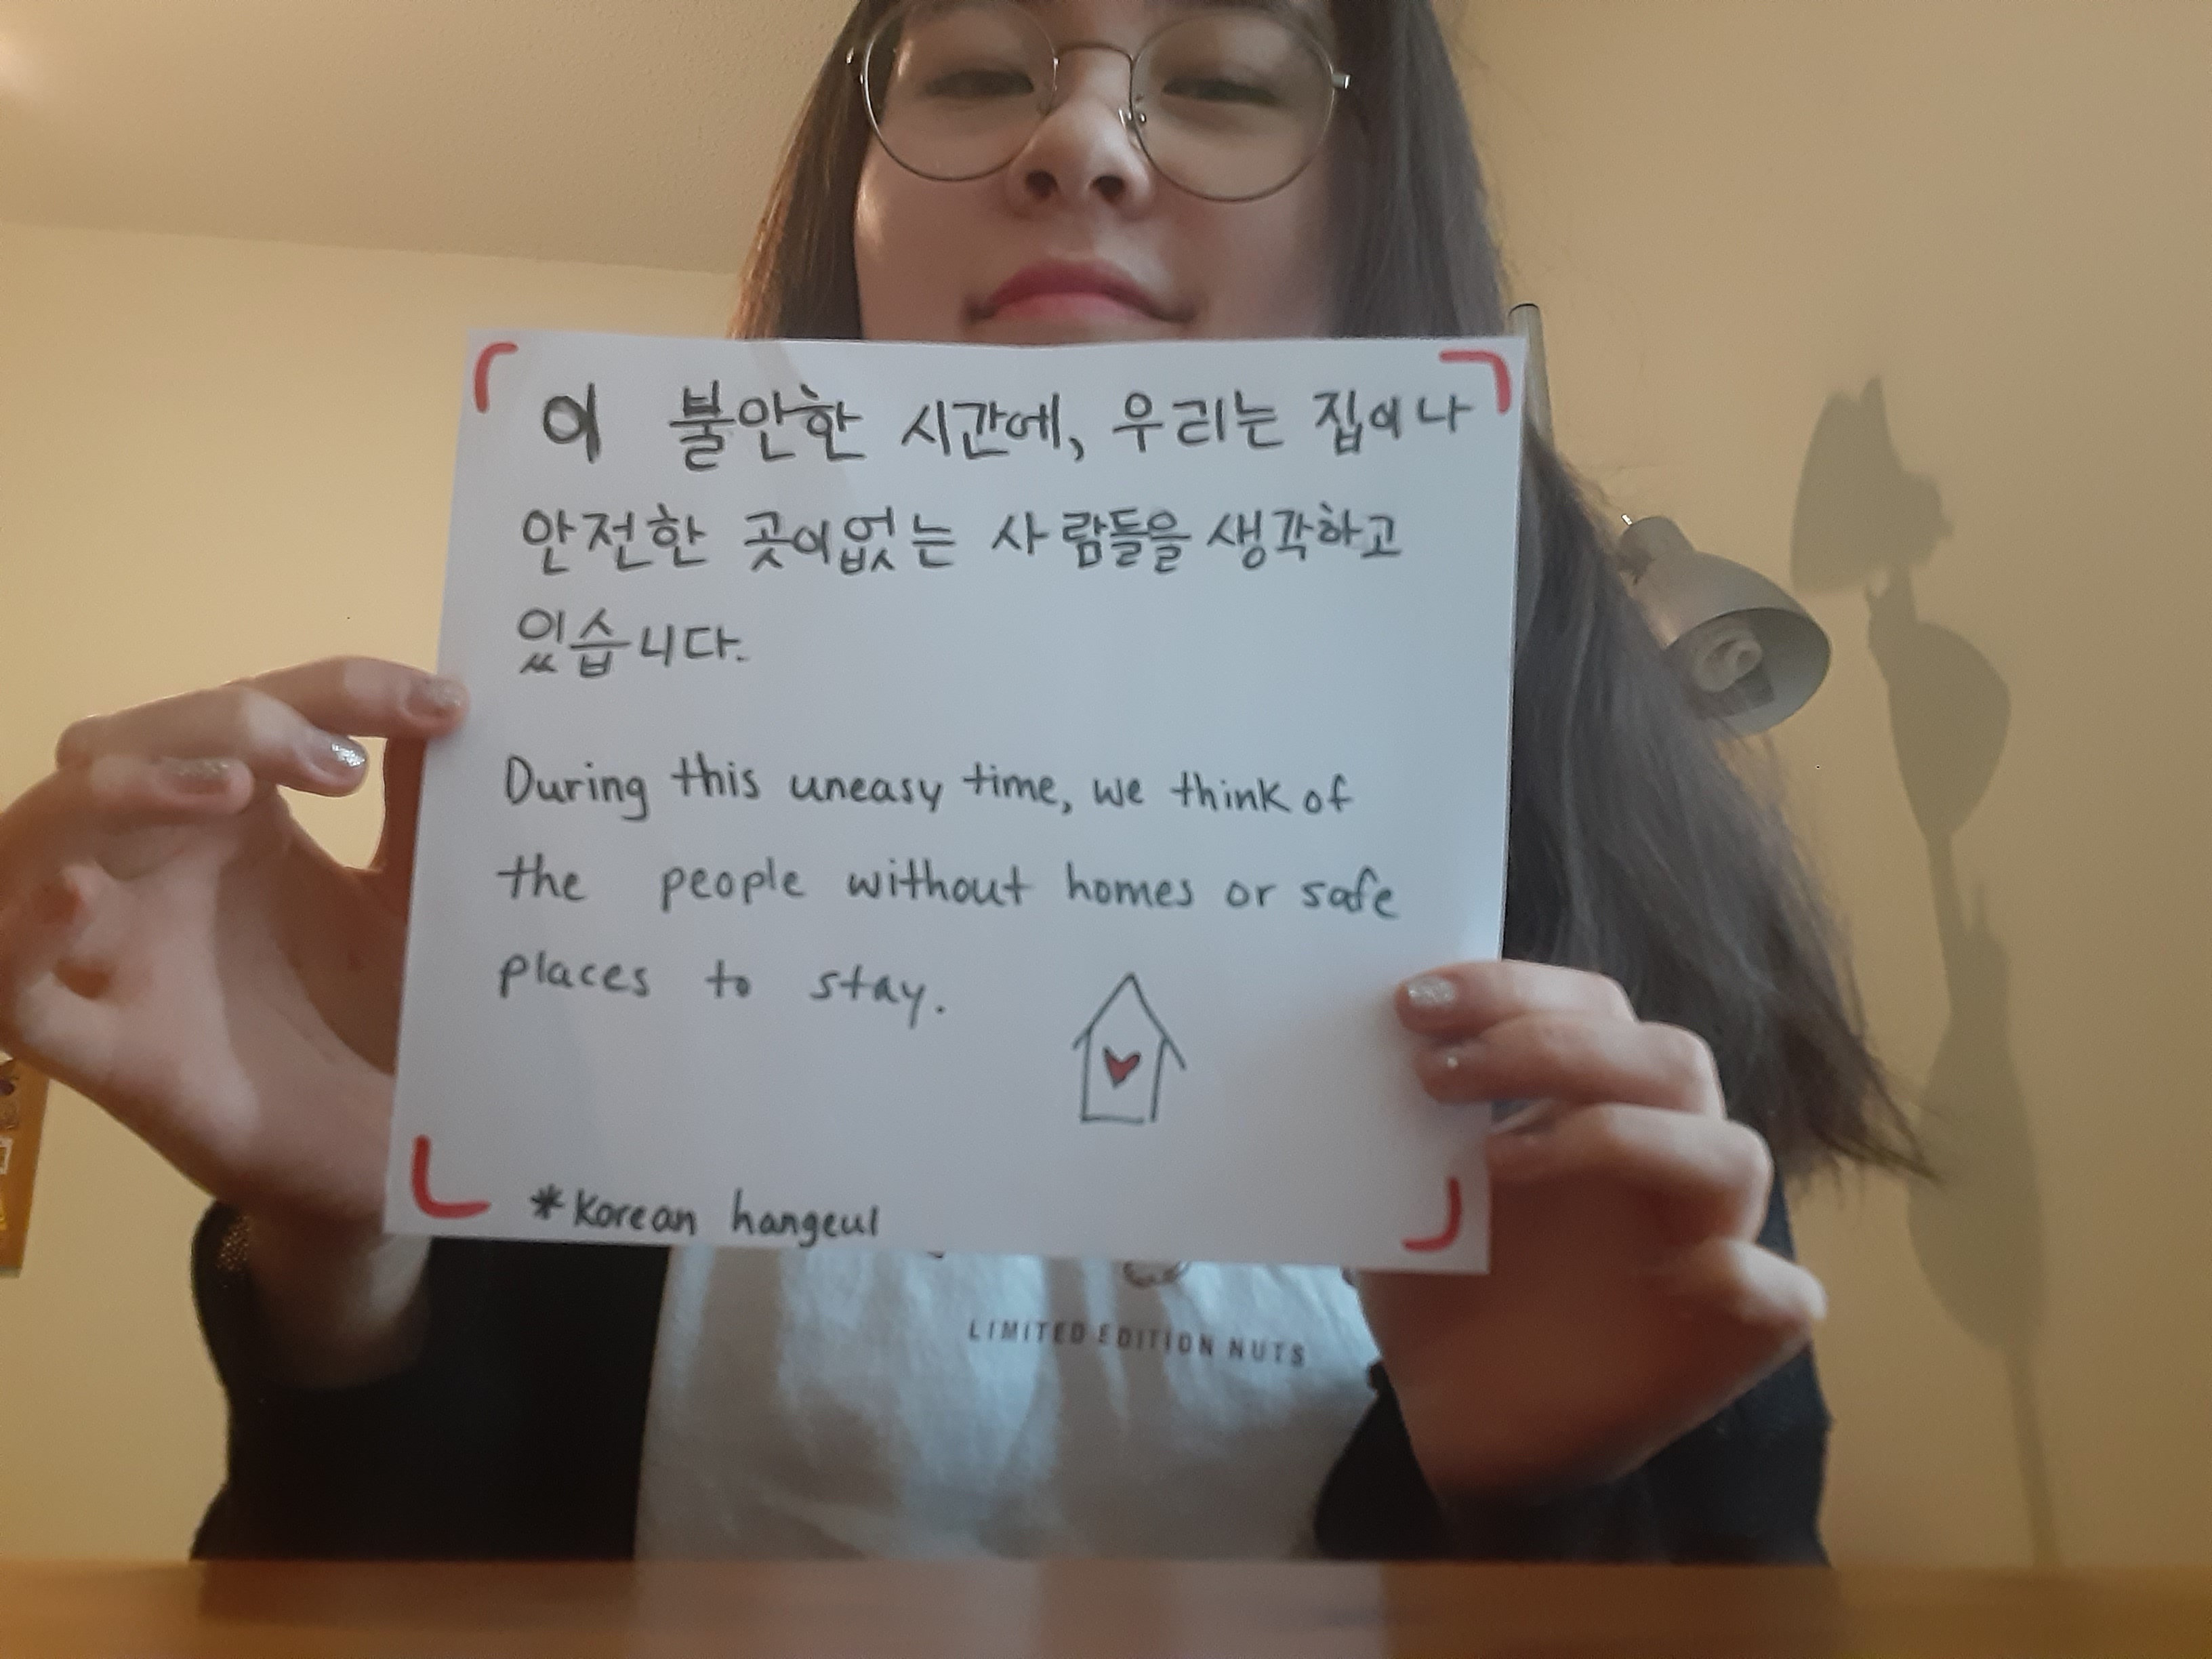 이 불안한 시간에, 우리는 집이나
안전한 곳이없는 사람들을 생각하고
있습니다.
During this uneasy time, we think of
the people without homes or safe
places to stay.
*Korean hangeul
LIMITED EDITION NUTS